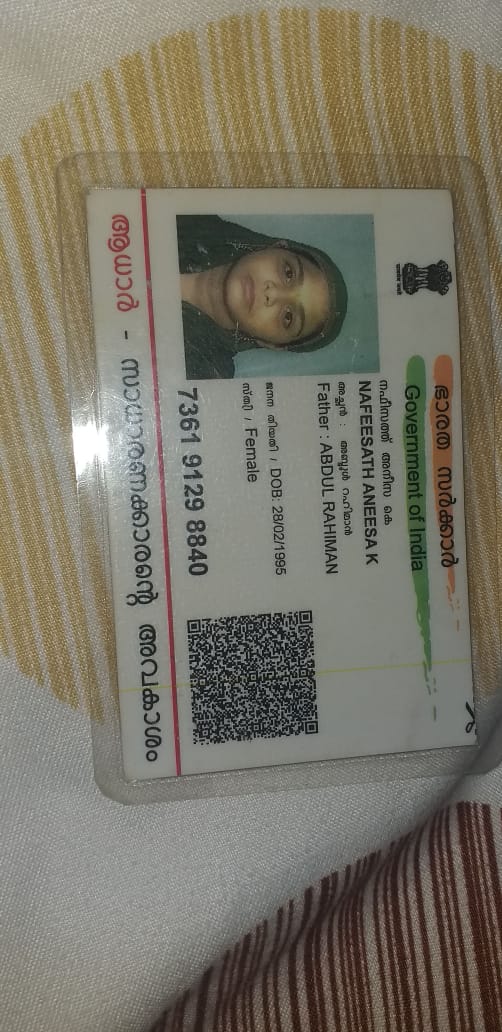 ഭാരത സർക്കാർ
Government of India
നഫീസത്ത് അനീസ കെ
NAFEESATH ANEESA K
അച്ഛൻ : അബ്ദുൾ റഹിമാൻ
Father : ABDUL RAHIMAN
ജനന തീയതി / DOB: 28/02/1995
സ്ത്രീ / Female
7361 9129 8840
ആധാർ - സാധാരണക്കാരന്റെ അവകാശം